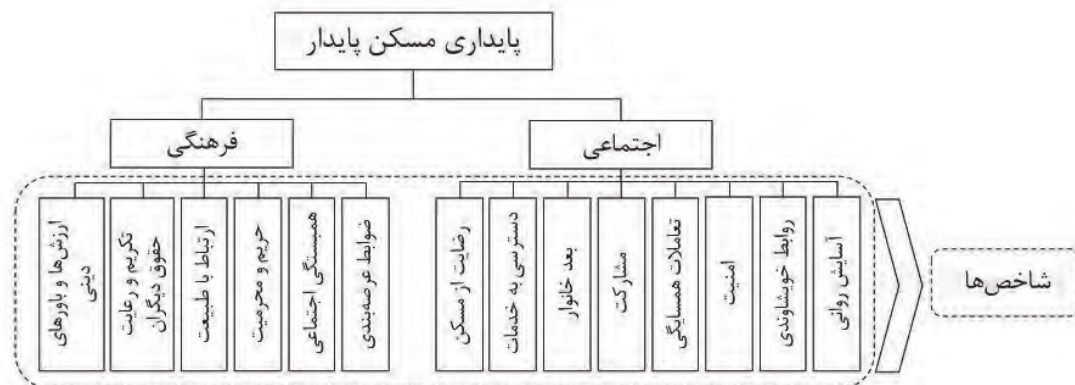 پایداری مسکن پایدار
اجتماعی
فرهنگی
آسایش روانی
روابط خویشاوندی
امنیت
تعاملات همسایگی
مشارکت
بعد خانوار
دسترسی به خدمات
رضایت از مسکن
ضوابط عرصه‌بندی
همبستگی اجتماعی
حریم و محرمیت
ارتباط با طبیعت
تکریم و رعایت
حقوق دیگران
ارزش‌ها و باورهای
دینی
شاخص‌ها